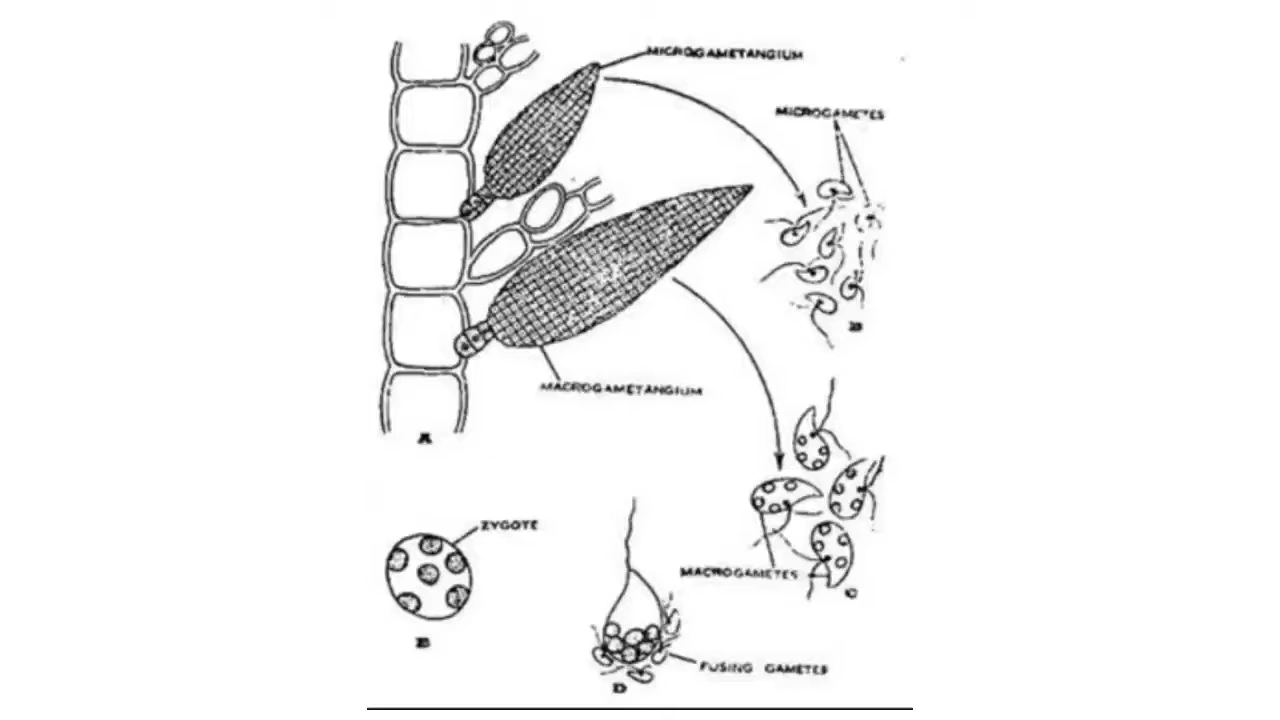 MICROGAMETANGIUM
MICROGAMETES
B
MACROGAMETANGIUM
A
ZYGOTE
MACROGAMETES
C
E
FUSING GAMETES
D